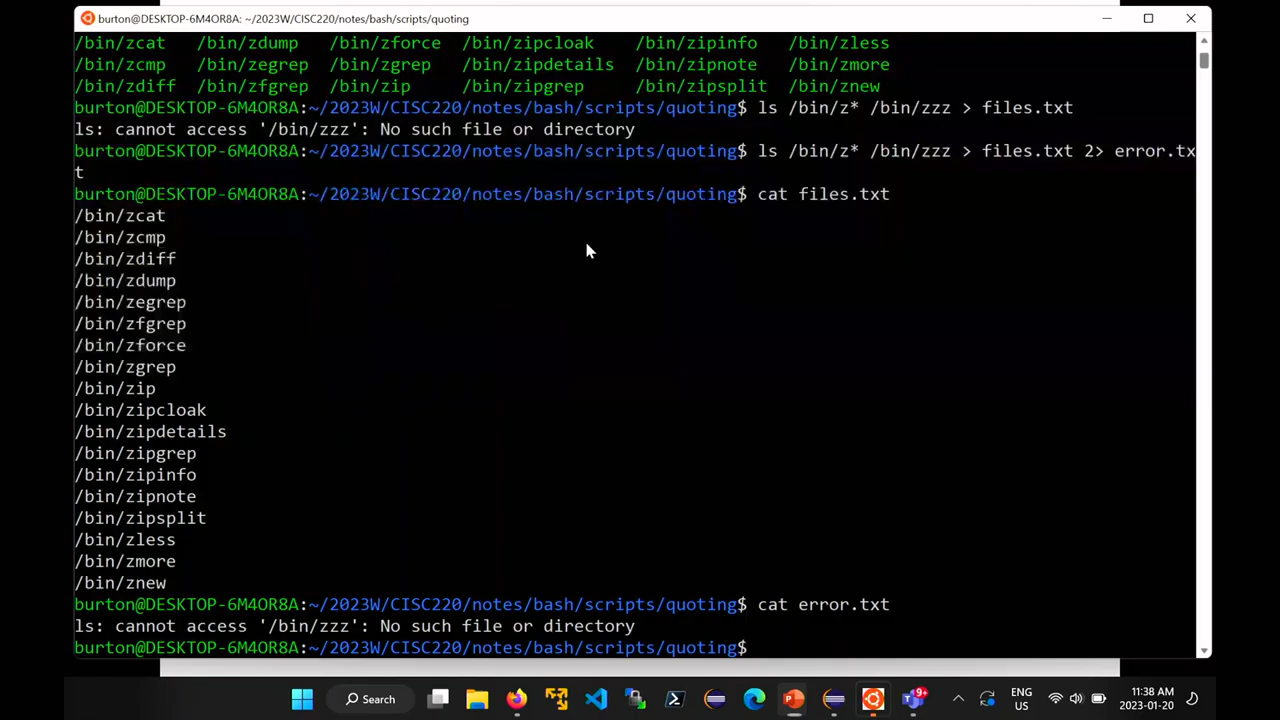 burton@DESKTOP-6M4OR8A: ~/2023W/CISC220/notes/bash/scripts/quoting
/bin/zcat /bin/zdump /bin/zforce /bin/zipcloak /bin/zipinfo /bin/zless
/bin/zcmp /bin/zegrep /bin/zgrep /bin/zipdetails /bin/zipnote /bin/zmore
/bin/zdiff /bin/zfgrep /bin/zip /bin/zipgrep /bin/zipsplit /bin/znew
burton@DESKTOP-6M4OR8A:~/2023W/CISC220/notes/bash/scripts/quoting$ ls /bin/z* /bin/zzz > files.txt
ls: cannot access '/bin/zzz': No such file or directory
burton@DESKTOP-6M4OR8A:~/2023W/CISC220/notes/bash/scripts/quoting$ ls /bin/z* /bin/zzz > files.txt 2> error.tx
t
burton@DESKTOP-6M4OR8A:~/2023W/CISC220/notes/bash/scripts/quoting$ cat files.txt
/bin/zcat
/bin/zcmp
/bin/zdiff
/bin/zdump
/bin/zegrep
/bin/zfgrep
/bin/zforce
/bin/zgrep
/bin/zip
/bin/zipcloak
/bin/zipdetails
/bin/zipgrep
/bin/zipinfo
/bin/zipnote
/bin/zipsplit
/bin/zless
/bin/zmore
/bin/znew
burton@DESKTOP-6M4OR8A:~/2023W/CISC220/notes/bash/scripts/quoting$ cat error.txt
ls: cannot access '/bin/zzz': No such file or directory
burton@DESKTOP-6M4OR8A:~/2023W/CISC220/notes/bash/scripts/quoting$
Search
9+
ENG
US
11:38 AM
2023-01-20